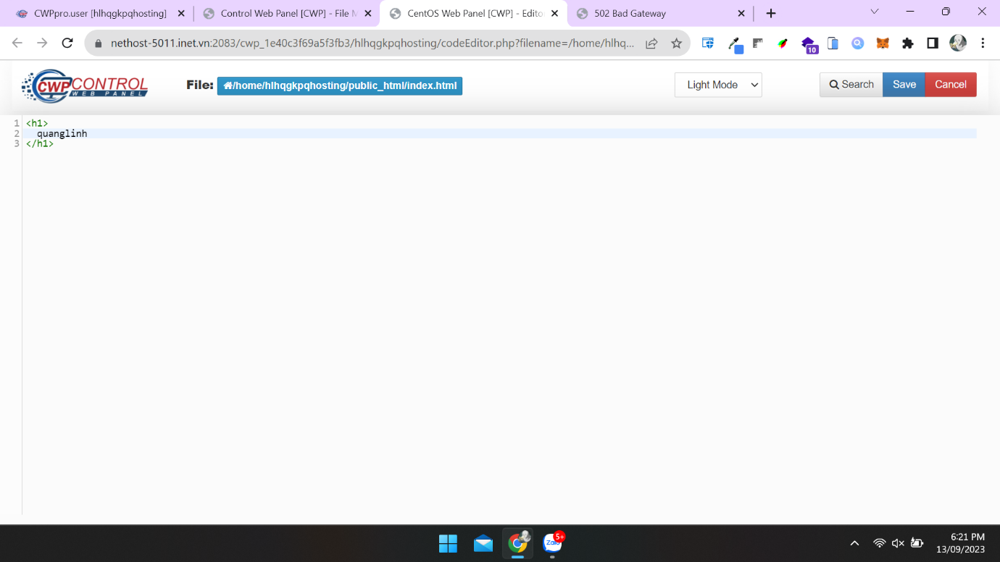 CWPpro.user [hlhqgkpqhosting]
Control Web Panel [CWP] - File M
CentOS Web Panel [CWP] - Edito
502 Bad Gateway
nethost-5011.inet.vn:2083/cwp_1e40c3f69a5f3fb3/hlhqgkpqhosting/codeEditor.php?filename=/home/hlhq...
10
CWP CONTROL
WEB PANEL
File: /home/hlhqgkpqhosting/public_html/index.html
Light Mode
Search
Save
Cancel
1 <h1>
2 quanglinh
3 </h1>
Zalo
5+
6:21 PM
13/09/2023